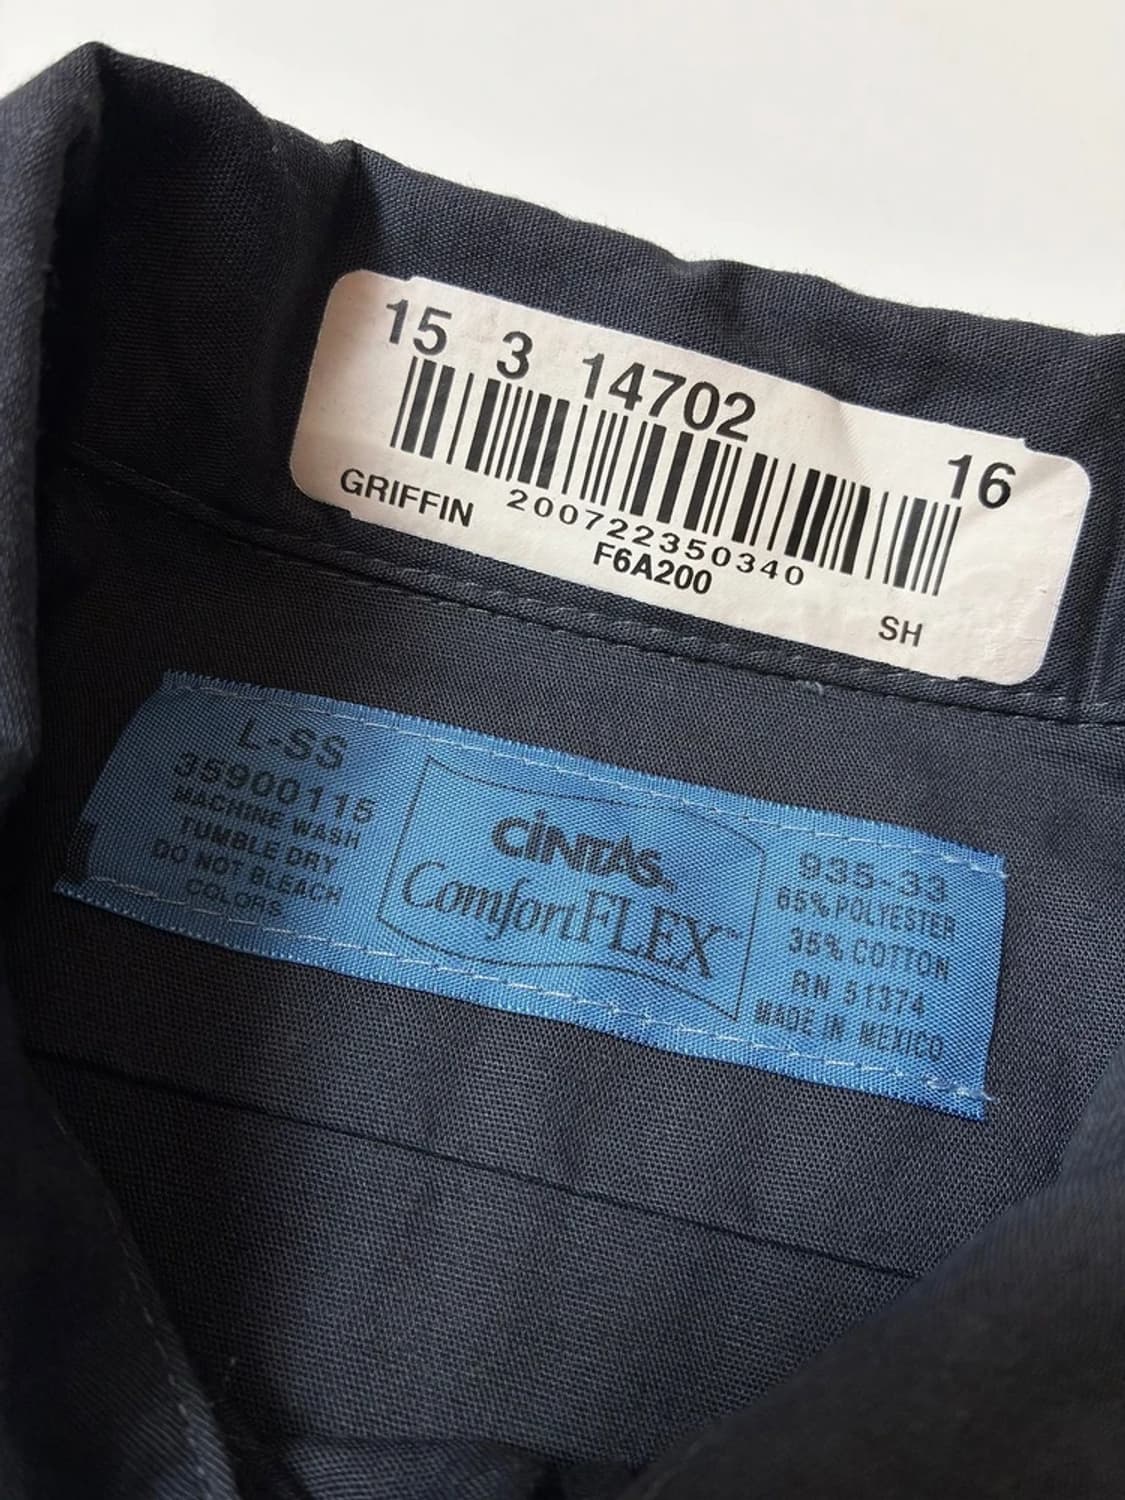 15 3 14702
16
GRIFFIN
200722350340
F6A200
SH
L-SS
35900115
MACHINE WASH
TUMBLE DRY
DO NOT BLEACH
COLORS
CINTAS.
ComfortFLEX™
935-33
65% POLYESTER
35% COTTON
RN 51374
MADE IN MEXICO